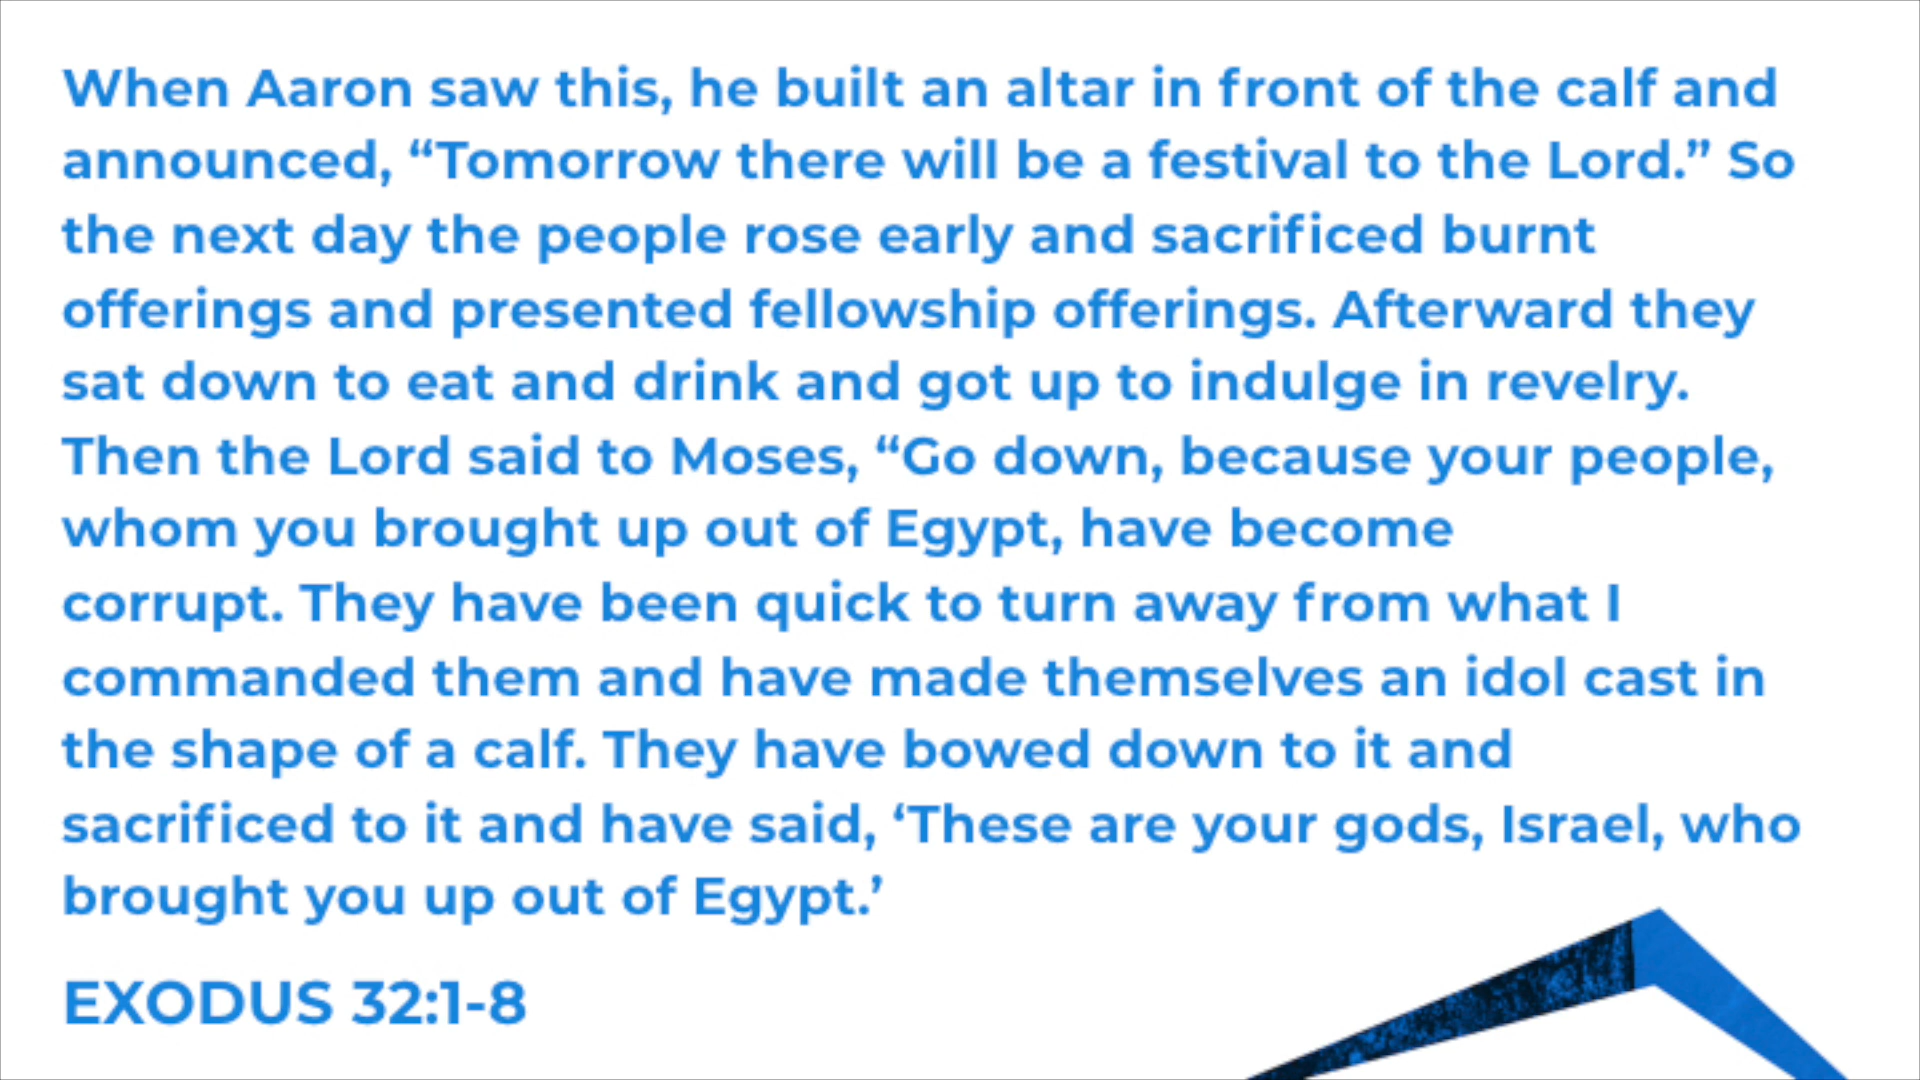 When Aaron saw this, he built an altar in front of the calf and
announced, “Tomorrow there will be a festival to the Lord.” So
the next day the people rose early and sacrificed burnt
offerings and presented fellowship offerings. Afterward they
sat down to eat and drink and got up to indulge in revelry.
Then the Lord said to Moses, “Go down, because your people,
whom you brought up out of Egypt, have become
corrupt. They have been quick to turn away from what I
commanded them and have made themselves an idol cast in
the shape of a calf. They have bowed down to it and
sacrificed to it and have said, ‘These are your gods, Israel, who
brought you up out of Egypt.’
EXODUS 32:1-8